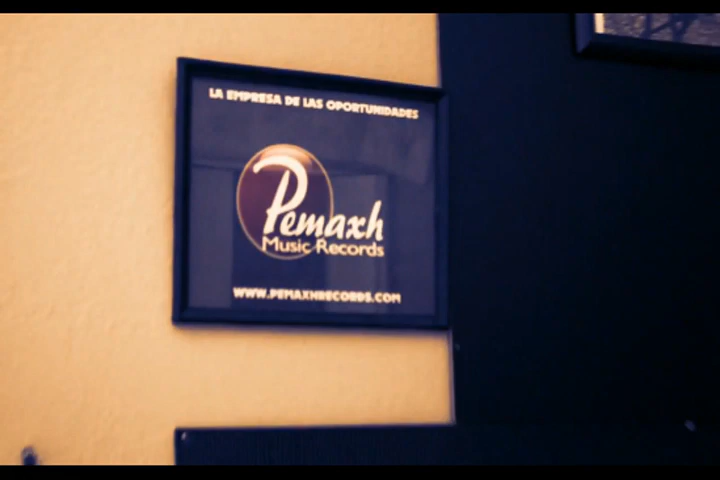 LA EMPRESA DE LAS OPORTUNIDADES
Pemaxh
Music Records
WWW.PEMAXHRECORDS.COM